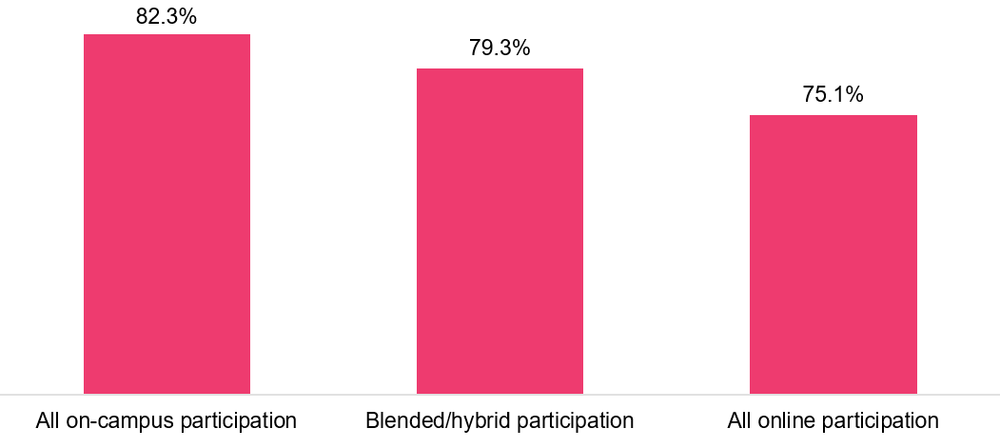 82.3%
79.3%
75.1%
All on-campus participation
Blended/hybrid participation
All online participation